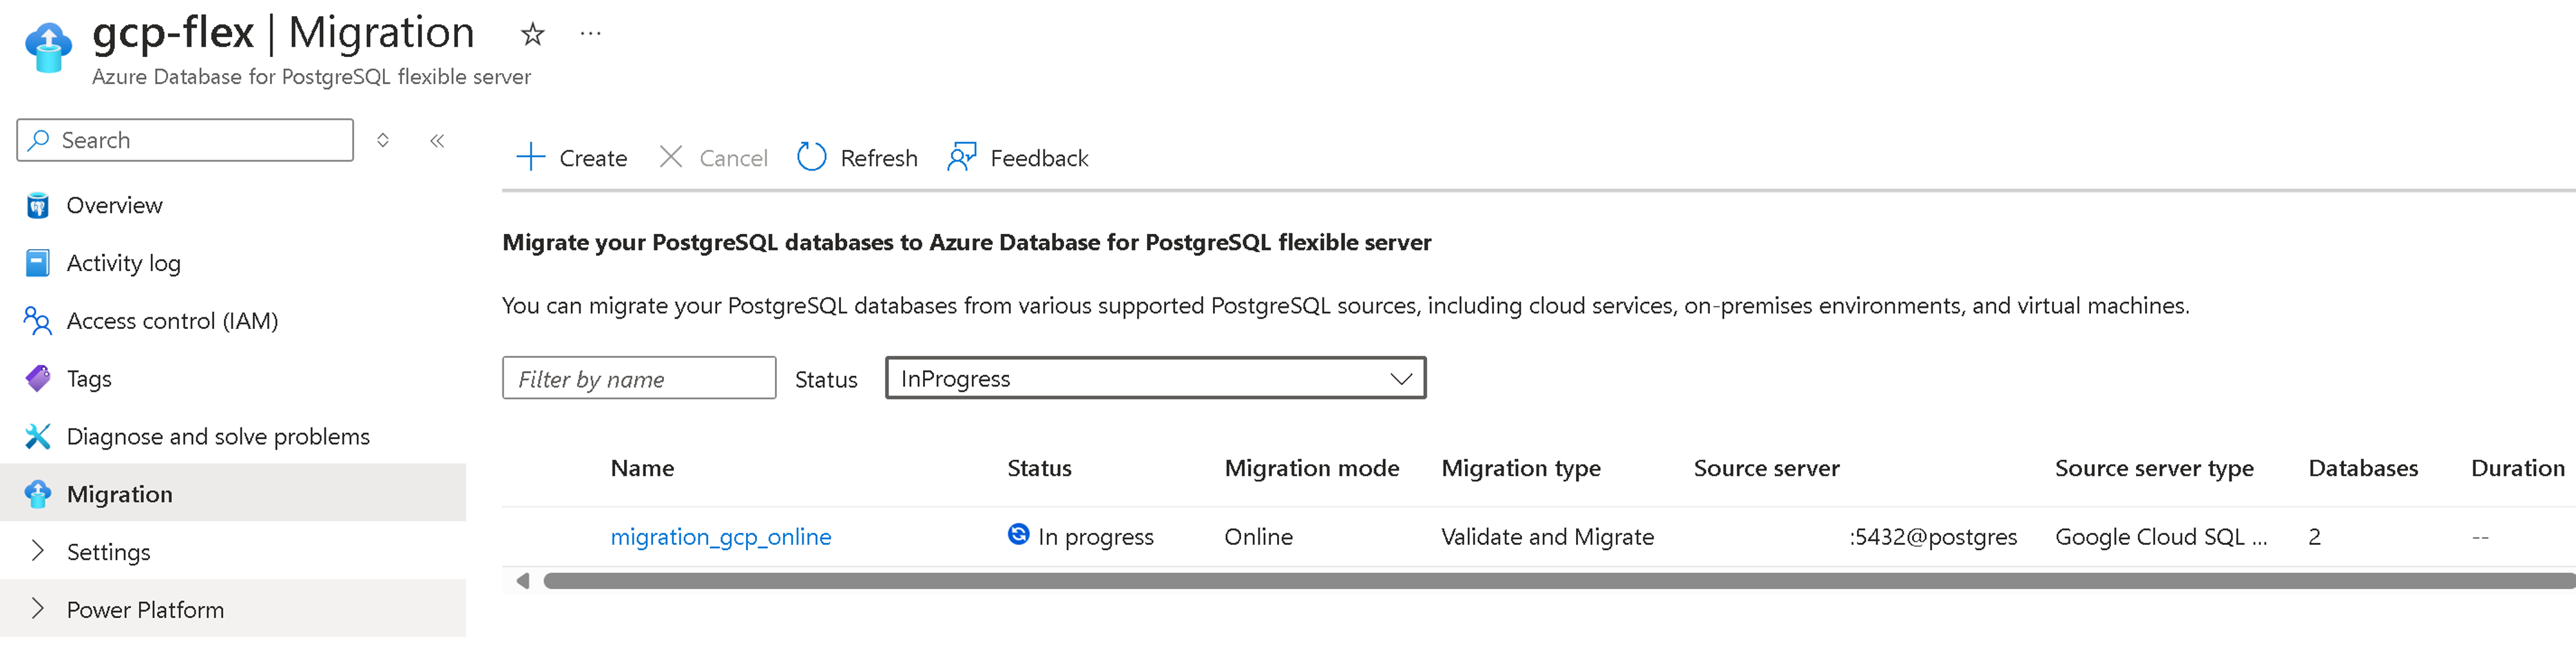 gcp-flex | Migration
Azure Database for PostgreSQL flexible server
Search
Overview
Activity log
Access control (IAM)
Tags
Diagnose and solve problems
Migration
Settings
Power Platform
Create Cancel Refresh Feedback
Migrate your PostgreSQL databases to Azure Database for PostgreSQL flexible server
You can migrate your PostgreSQL databases from various supported PostgreSQL sources, including cloud services, on-premises environments, and virtual machines.
Filter by name Status InProgress
Name Status Migration mode Migration type Source server Source server type Databases Duration
migration_gcp_online In progress Online Validate and Migrate :5432@postgres Google Cloud SQL ... 2 --